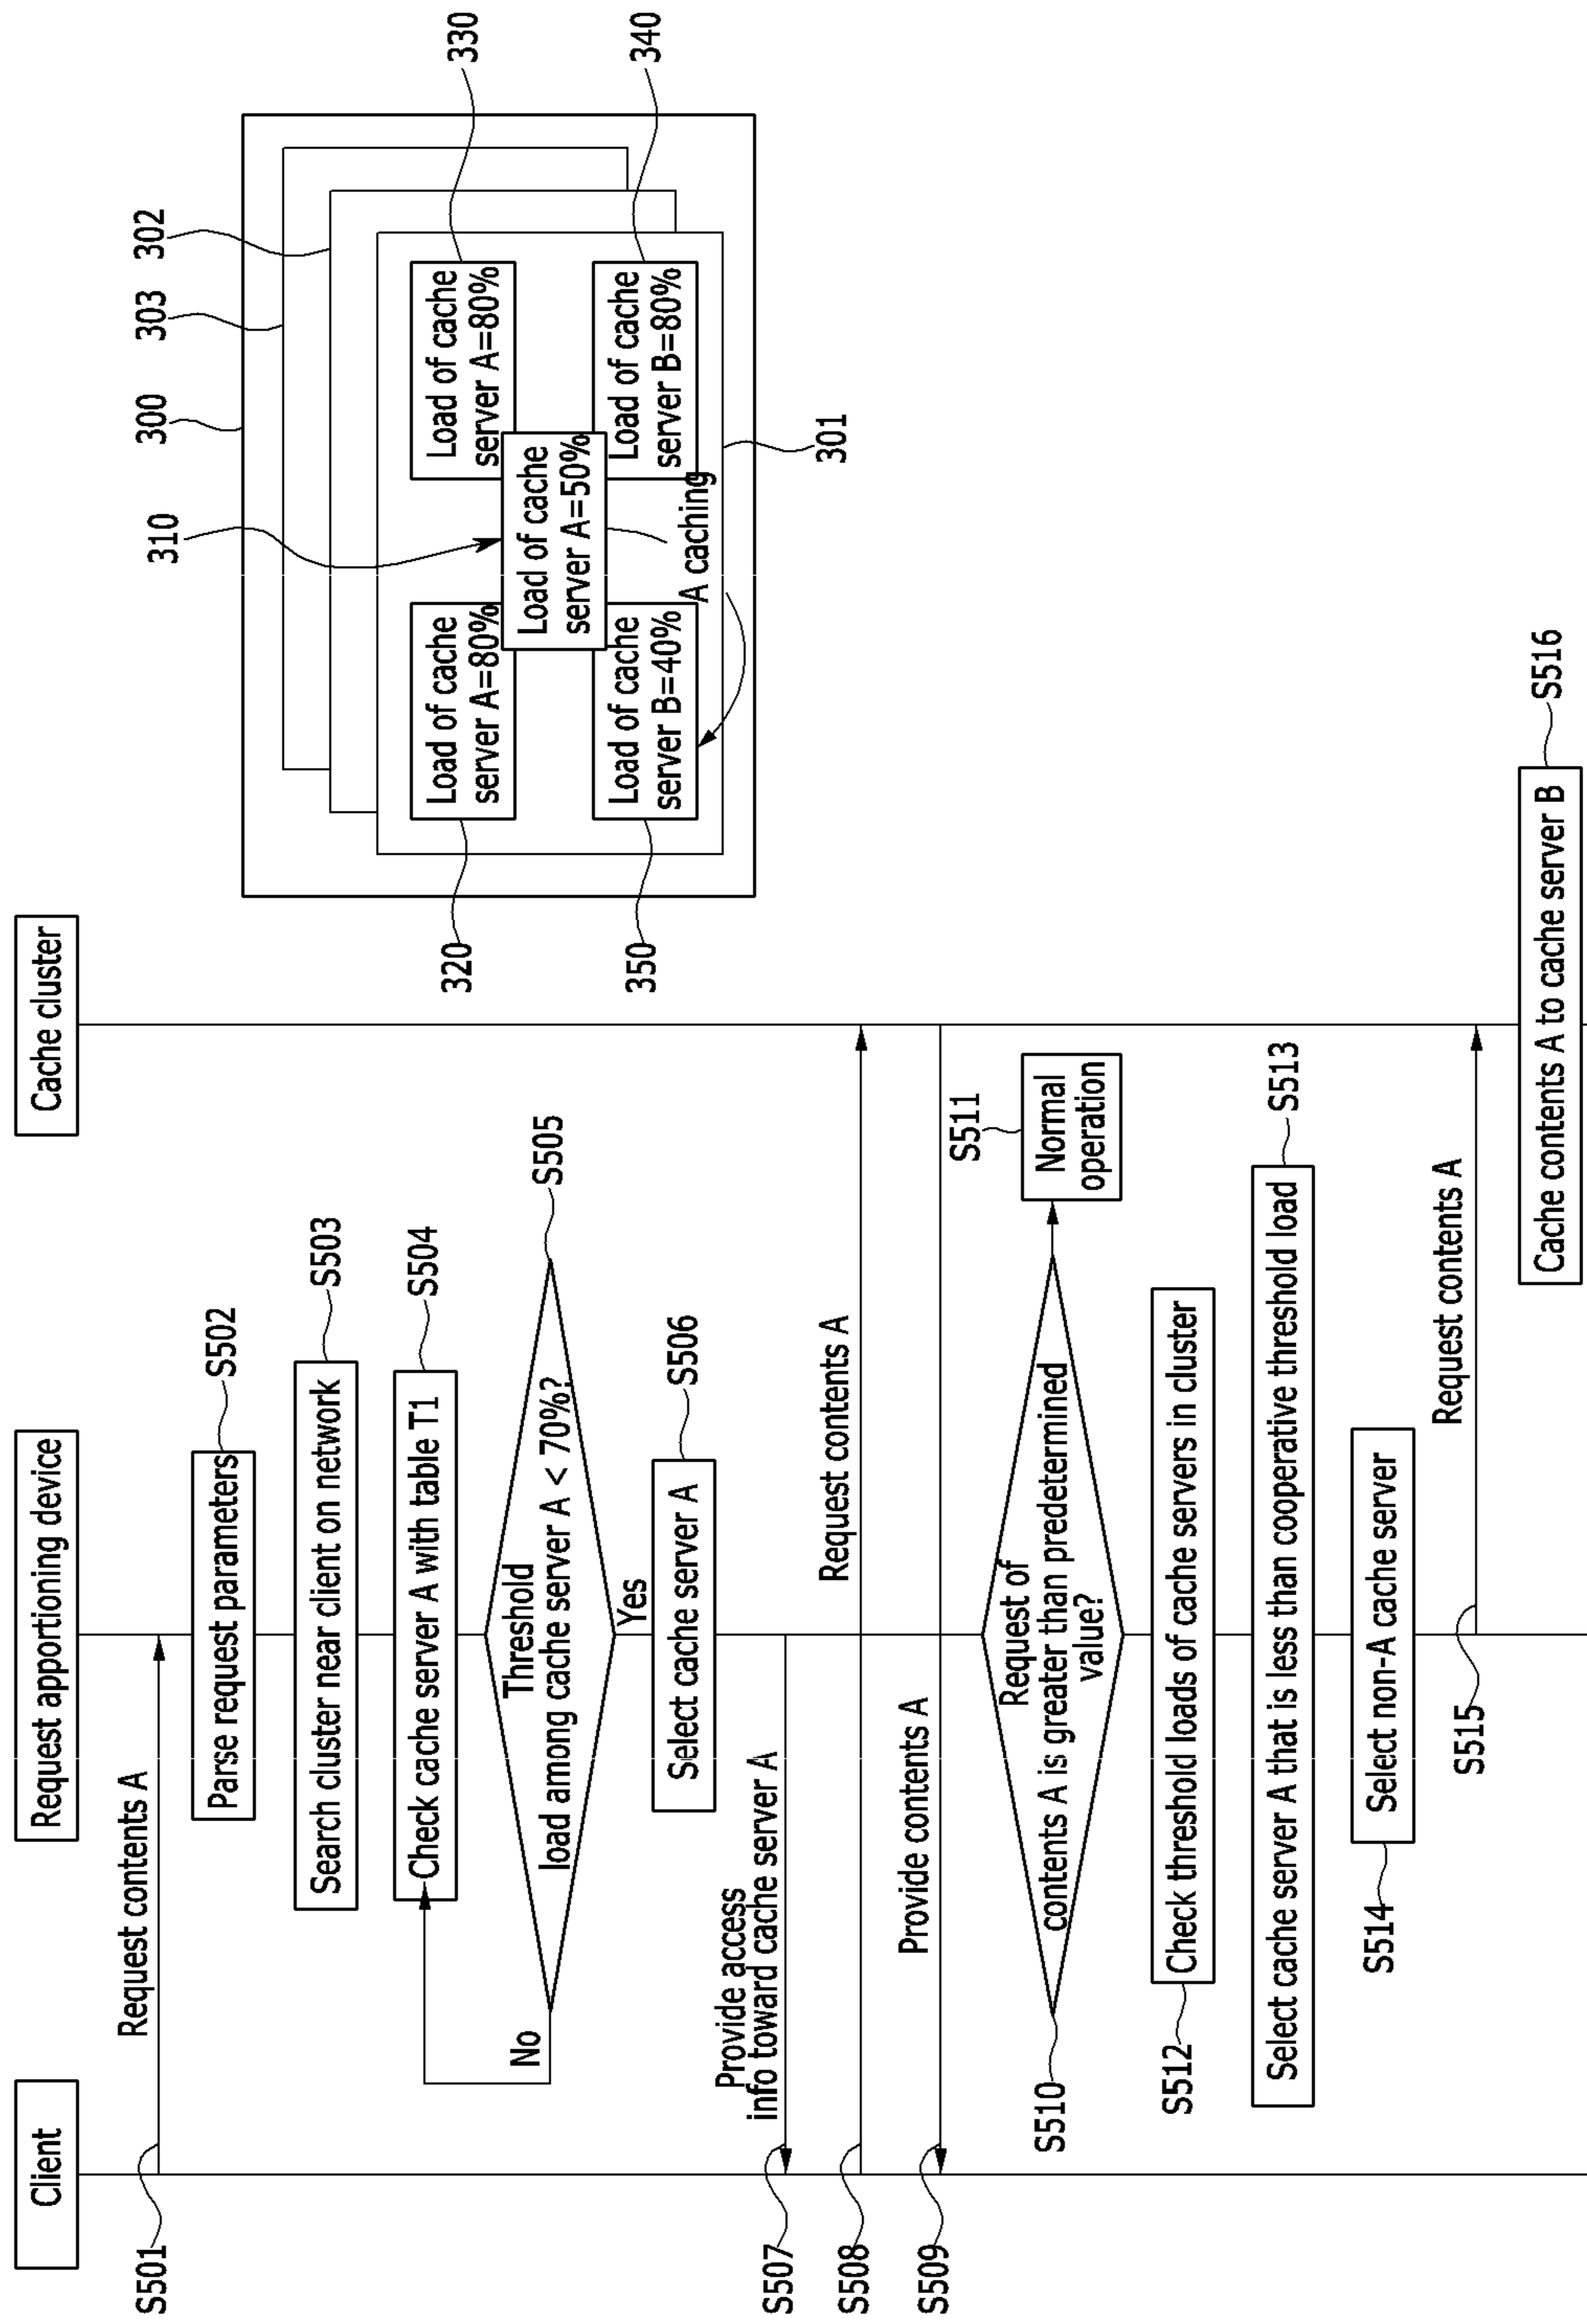 Client
Request apportioning device
Cache cluster
S501
Request contents A
Parse request parameters
S502
Search cluster near client on network
S503
Check cache server A with table T1
S504
Threshold
load among cache server A < 70%?
S505
No
Yes
Select cache server A
S506
Provide access
info toward cache server A
S507
Request contents A
S508
Provide contents A
S509
Request of
contents A is greater than predetermined
value?
S510
Normal
operation
S511
Check threshold loads of cache servers in cluster
S512
Select cache server A that is less than cooperative threshold load
S513
Select non-A cache server
S514
Request contents A
S515
Cache contents A to cache server B
S516
310
300
303
302
Load of cache
server A=80%
320
Load of cache
server A=80%
330
Load of cache
server A=50%
Load of cache
server B=40%
350
Load of cache
server B=80%
340
A caching
301